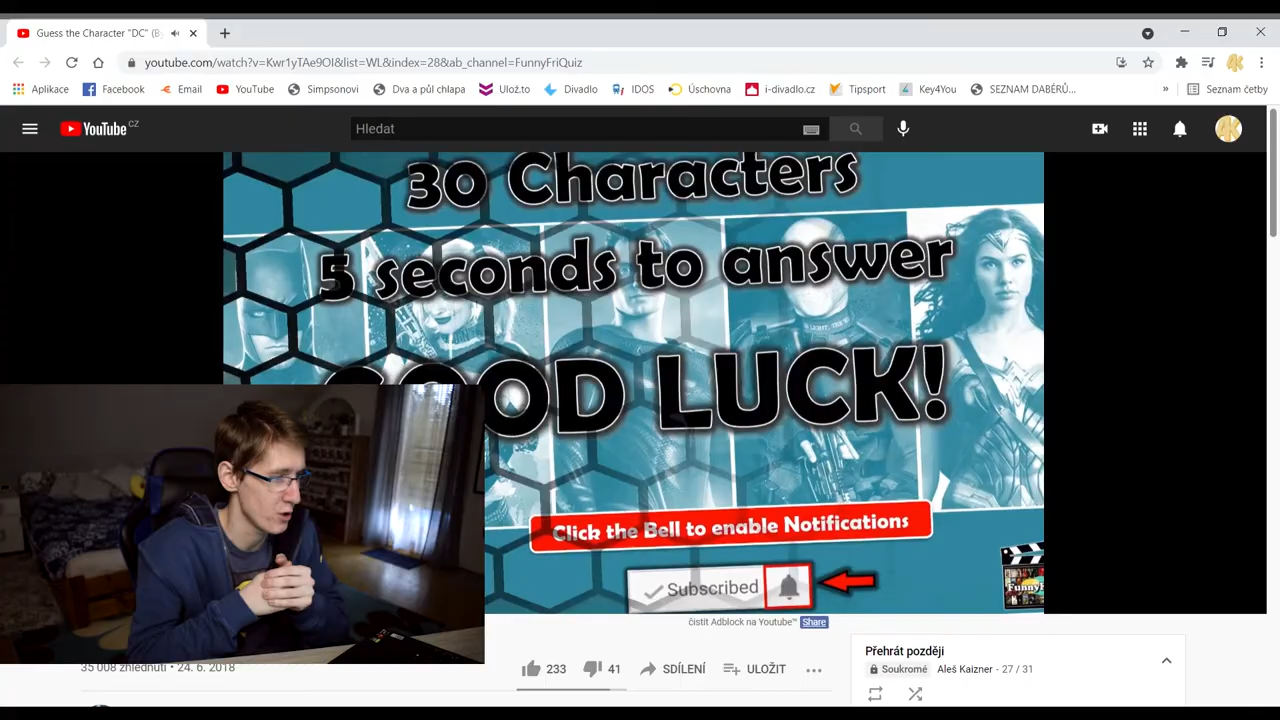 Guess the Character "DC" (B
youtube.com/watch?v=Kwr1yTAe9OI&list=WL&index=28&ab_channel=FunnyFriQuiz
Aplikace Facebook Email YouTube Simpsonovi Dva a půl chlapa Ulož.to Divadlo IDOS Úschovna i-divadlo.cz Tipsport Key4You SEZNAM DABÉRŮ... » Seznam četby
YouTube CZ
Hledat
30 Characters
5 seconds to answer
GOOD LUCK!
Click the Bell to enable Notifications
Subscribed
čistit Adblock na Youtube™ Share
35 008 zhlédnutí • 24. 6. 2018
233 41 SDÍLENÍ ULOŽIT
Přehrát později
Soukromé Aleš Kaizner - 27 / 31